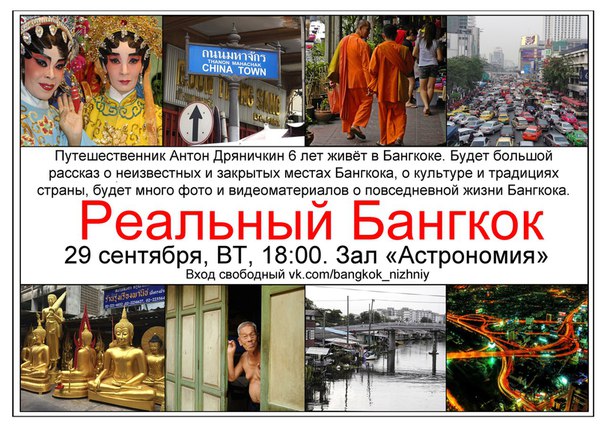 ถนนมหาจักร
THANON MAHACHAK
CHINA TOWN
Путешественник Антон Дряничкин 6 лет живёт в Бангкоке. Будет большой
рассказ о неизвестных и закрытых местах Бангкока, о культуре и традициях
страны, будет много фото и видеоматериалов о повседневной жизни Бангкока.
Реальный Бангкок
29 сентября, ВТ, 18:00. Зал «Астрономия»
Вход свободный vk.com/bangkok_nizhniy